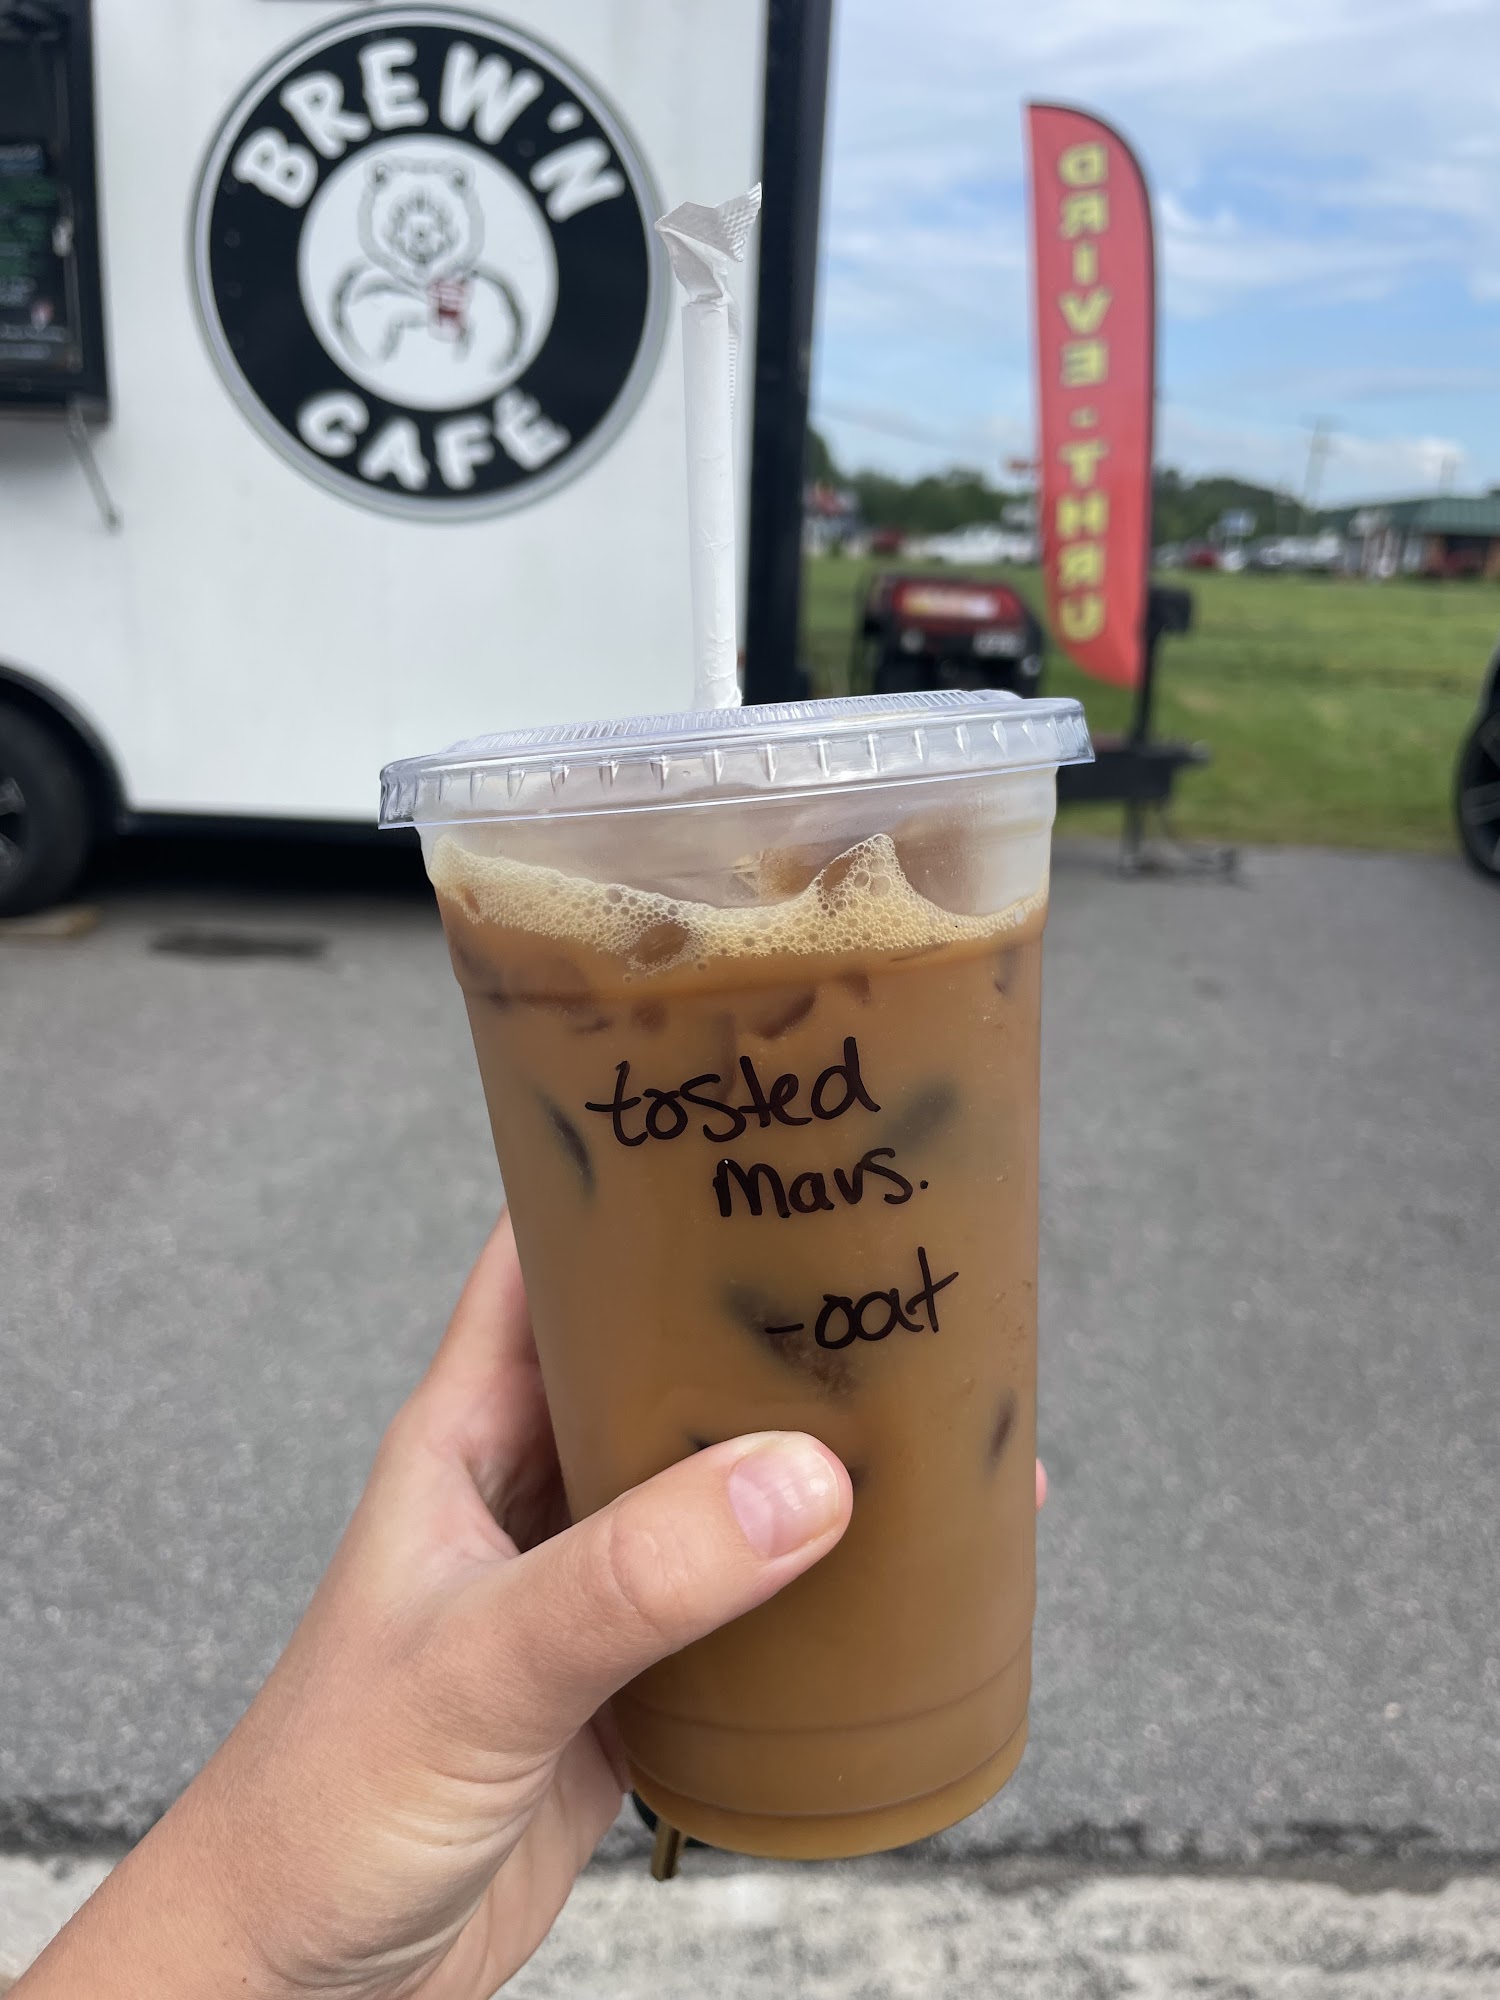 BREW'N
CAFÉ
DRIVE-THRU
tosted
mars.
-oat